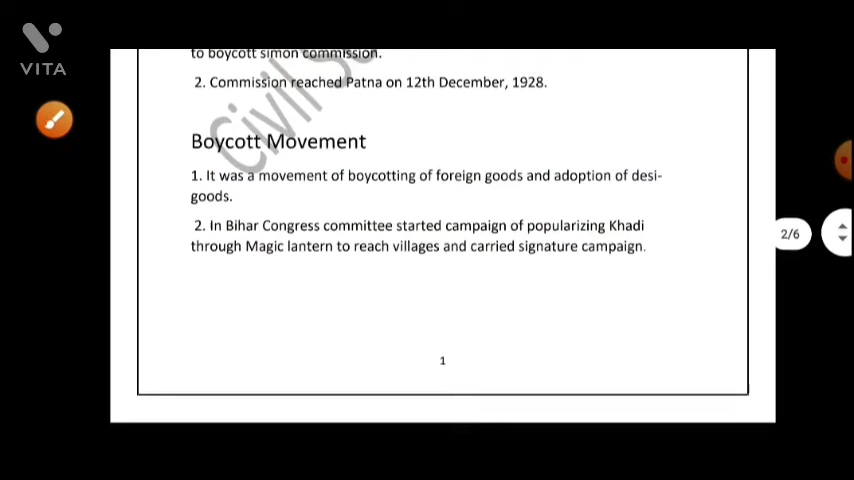 VITA
to boycott simon commission.
2. Commission reached Patna on 12th December, 1928.
Civil S
Boycott Movement
1. It was a movement of boycotting of foreign goods and adoption of desi-
goods.
2. In Bihar Congress committee started campaign of popularizing Khadi
through Magic lantern to reach villages and carried signature campaign.
2/6
1